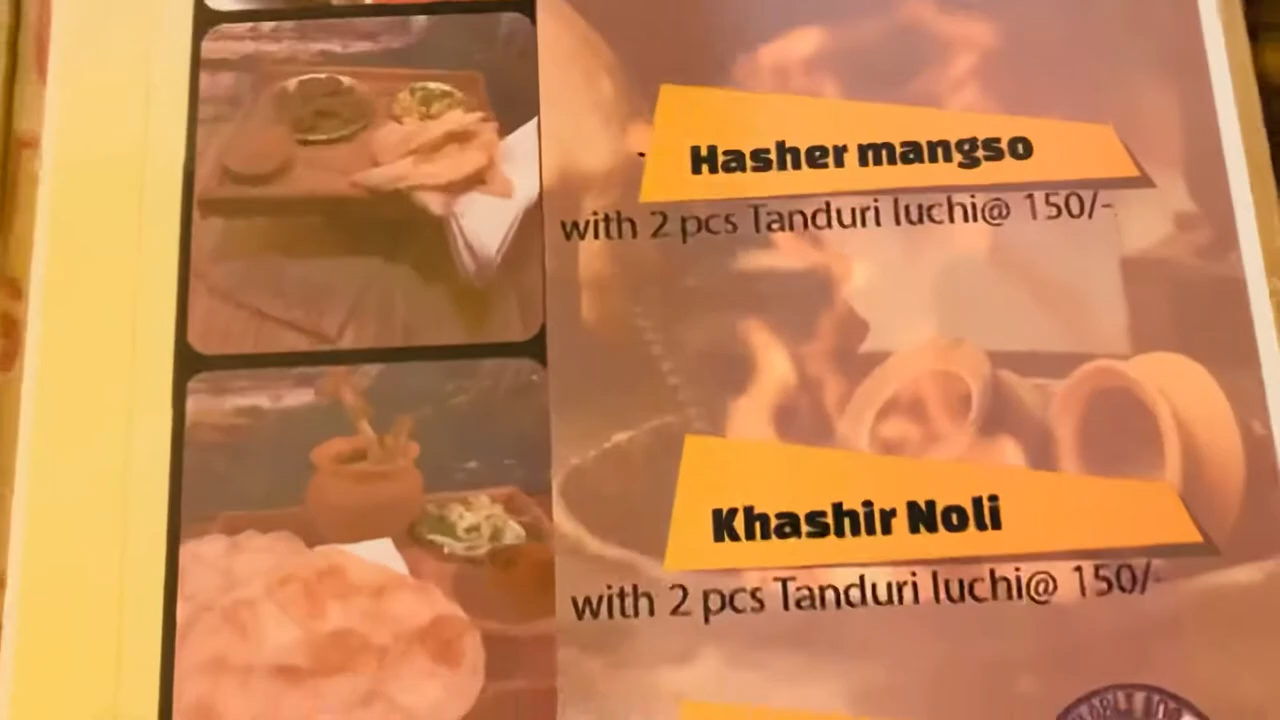 Hasher mangso
with 2 pcs Tanduri luchi@ 150/-
Khashir Noli
with 2 pcs Tanduri luchi@ 150/-